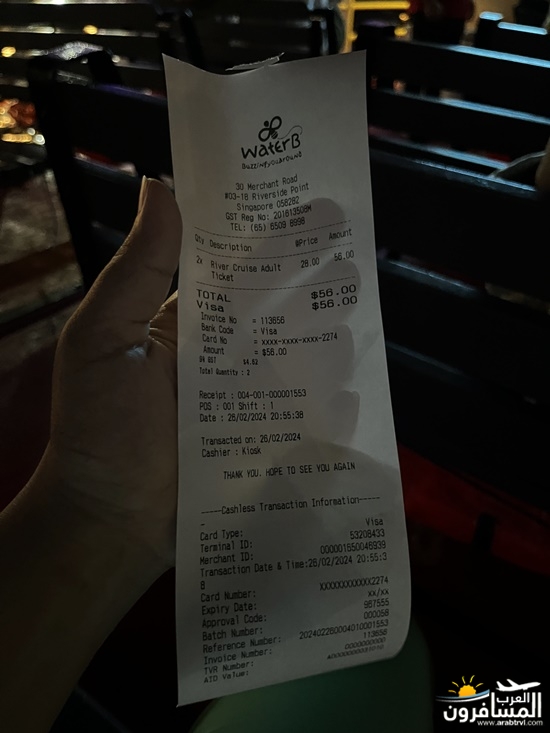 WaterB
BUZZING YOU AROUND
30 Merchant Road
#03-18 Riverside Point
Singapore 058282
GST Reg No: 201613508M
TEL: (65) 6509 8998
Qty Description @Price Amount
2x River Cruise Adult 28.00 56.00
Ticket
TOTAL $56.00
Visa $56.00
Invoice No = 113656
Bank Code = Visa
Card No = xxxx-xxxx-xxxx-2274
Amount = $56.00
9% GST $4.62
Total Quantity : 2
Receipt : 004-001-000001553
POS : 001 Shift : 1
Date : 26/02/2024 20:55:38
Transacted on: 26/02/2024
Cashier : Kiosk
THANK YOU. HOPE TO SEE YOU AGAIN
-----Cashless Transaction Information-----
-
Card Type: Visa
Terminal ID: 53208433
Merchant ID: 000001650046939
Transaction Date & Time:26/02/2024 20:55:3
8
Card Number: XXXXXXXXXXXX2274
Expiry Date: xx/xx
Approval Code: 987555
Batch Number: 000058
Reference Number: 202402260004010001553
Invoice Number: 113656
TVR Number: 0000000000
AID Value:
العرب
المسافرون
www.arabtrvl.com